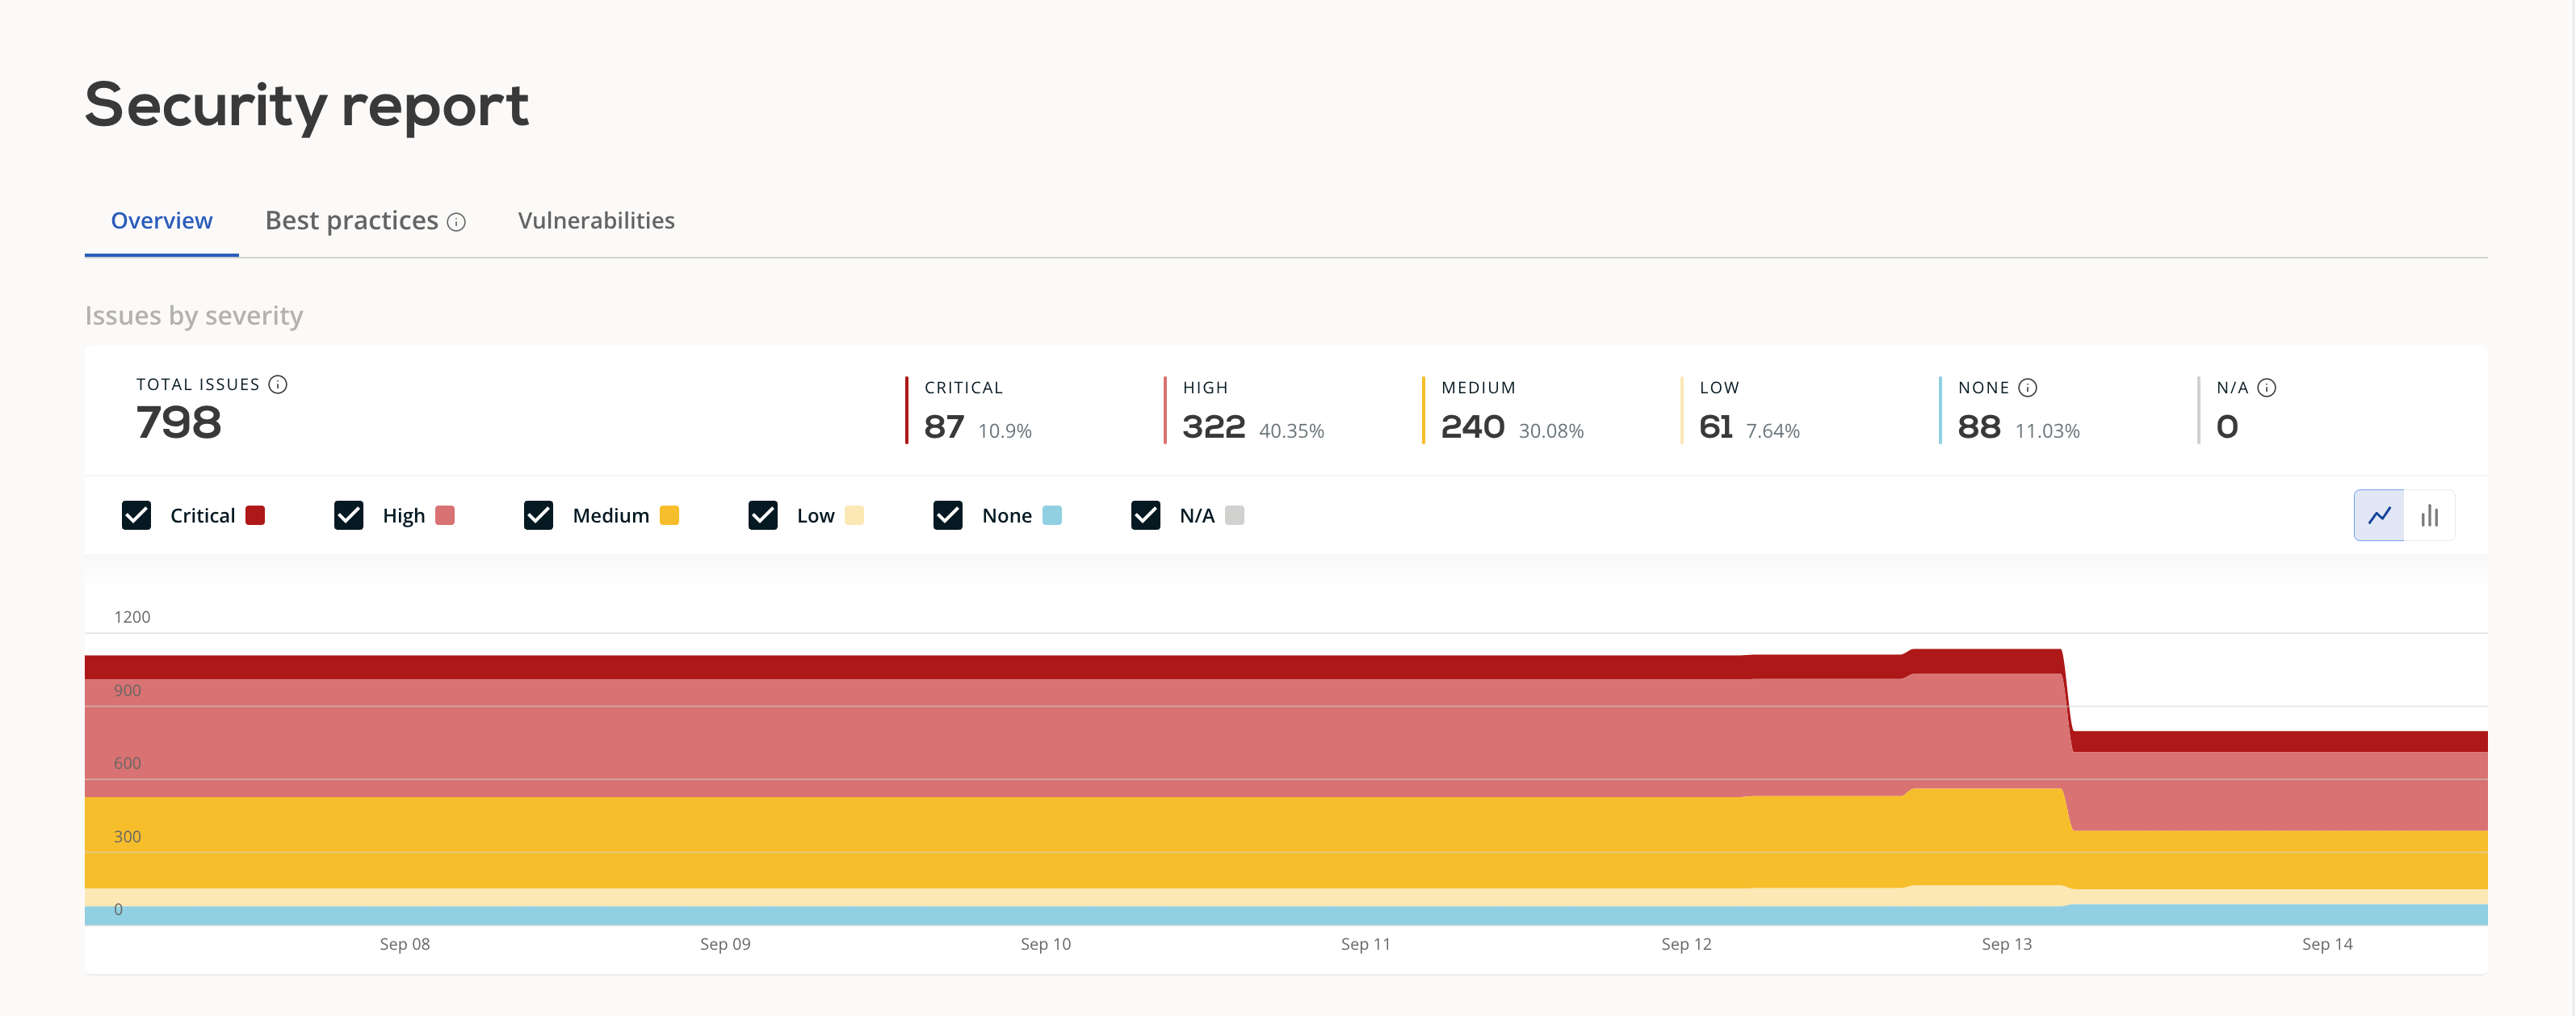 Security report
Overview Best practices Vulnerabilities
Issues by severity
TOTAL ISSUES
798
CRITICAL
87 10.9%
HIGH
322 40.35%
MEDIUM
240 30.08%
LOW
61 7.64%
NONE
88 11.03%
N/A
0
Critical High Medium Low None N/A
1200
900
600
300
0
Sep 08 Sep 09 Sep 10 Sep 11 Sep 12 Sep 13 Sep 14